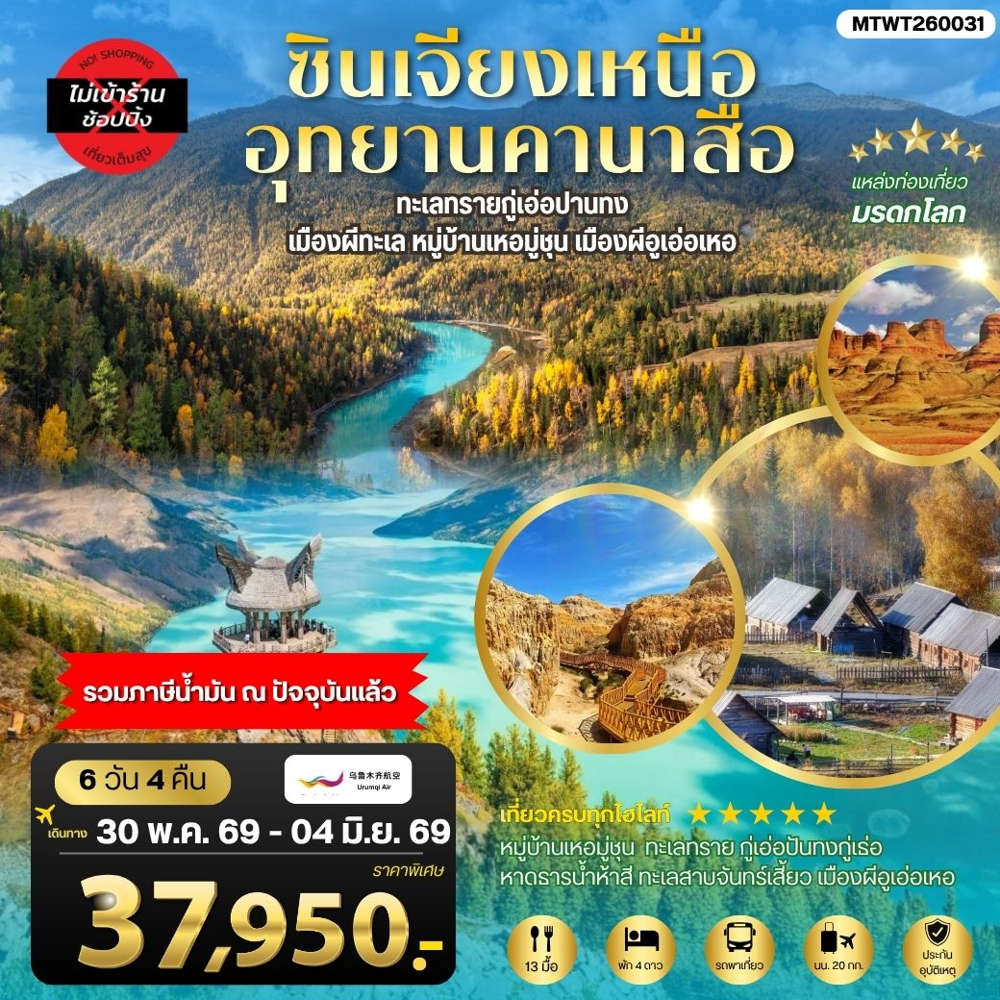 MTWT260031
NO! SHOPPING
ไม่เข้าร้าน
ช้อปปิ้ง
เที่ยวเต็มสุข
ซินเจียงเหนือ
อุทยานคานาสือ
ทะเลทรายกู่เอ่อปานทง
เมืองผีทะเล หมู่บ้านเหอมู่ชุน เมืองผีอูเอ่อเหอ
แหล่งท่องเที่ยว
มรดกโลก
รวมภาษีน้ำมัน ณ ปัจจุบันแล้ว
6 วัน 4 คืน
乌鲁木齐航空
Urumqi Air
เดินทาง 30 พ.ค. 69 - 04 มิ.ย. 69
ราคาพิเศษ
37,950.-
เที่ยวครบทุกไฮไลท์
หมู่บ้านเหอมู่ชุน ทะเลทราย กู่เอ่อปันทงกู่เธ่อ
หาดธารน้ำห้าสี ทะเลสาบจันทร์เสี้ยว เมืองผีอูเอ่อเหอ
13 มื้อ
พัก 4 ดาว
รถพาเที่ยว
นน. 20 กก.
ประกัน
อุบัติเหตุ